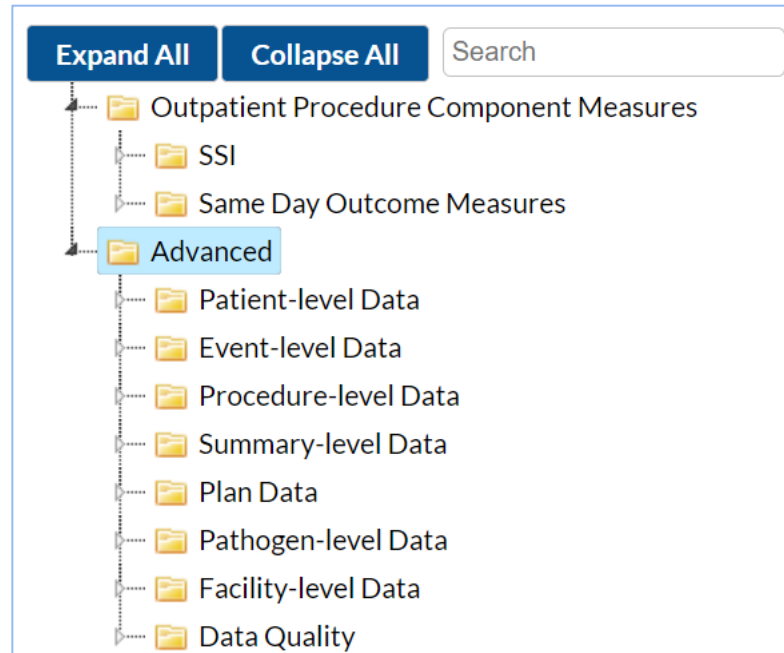 Expand All Collapse All Search
Outpatient Procedure Component Measures
SSI
Same Day Outcome Measures
Advanced
Patient-level Data
Event-level Data
Procedure-level Data
Summary-level Data
Plan Data
Pathogen-level Data
Facility-level Data
Data Quality